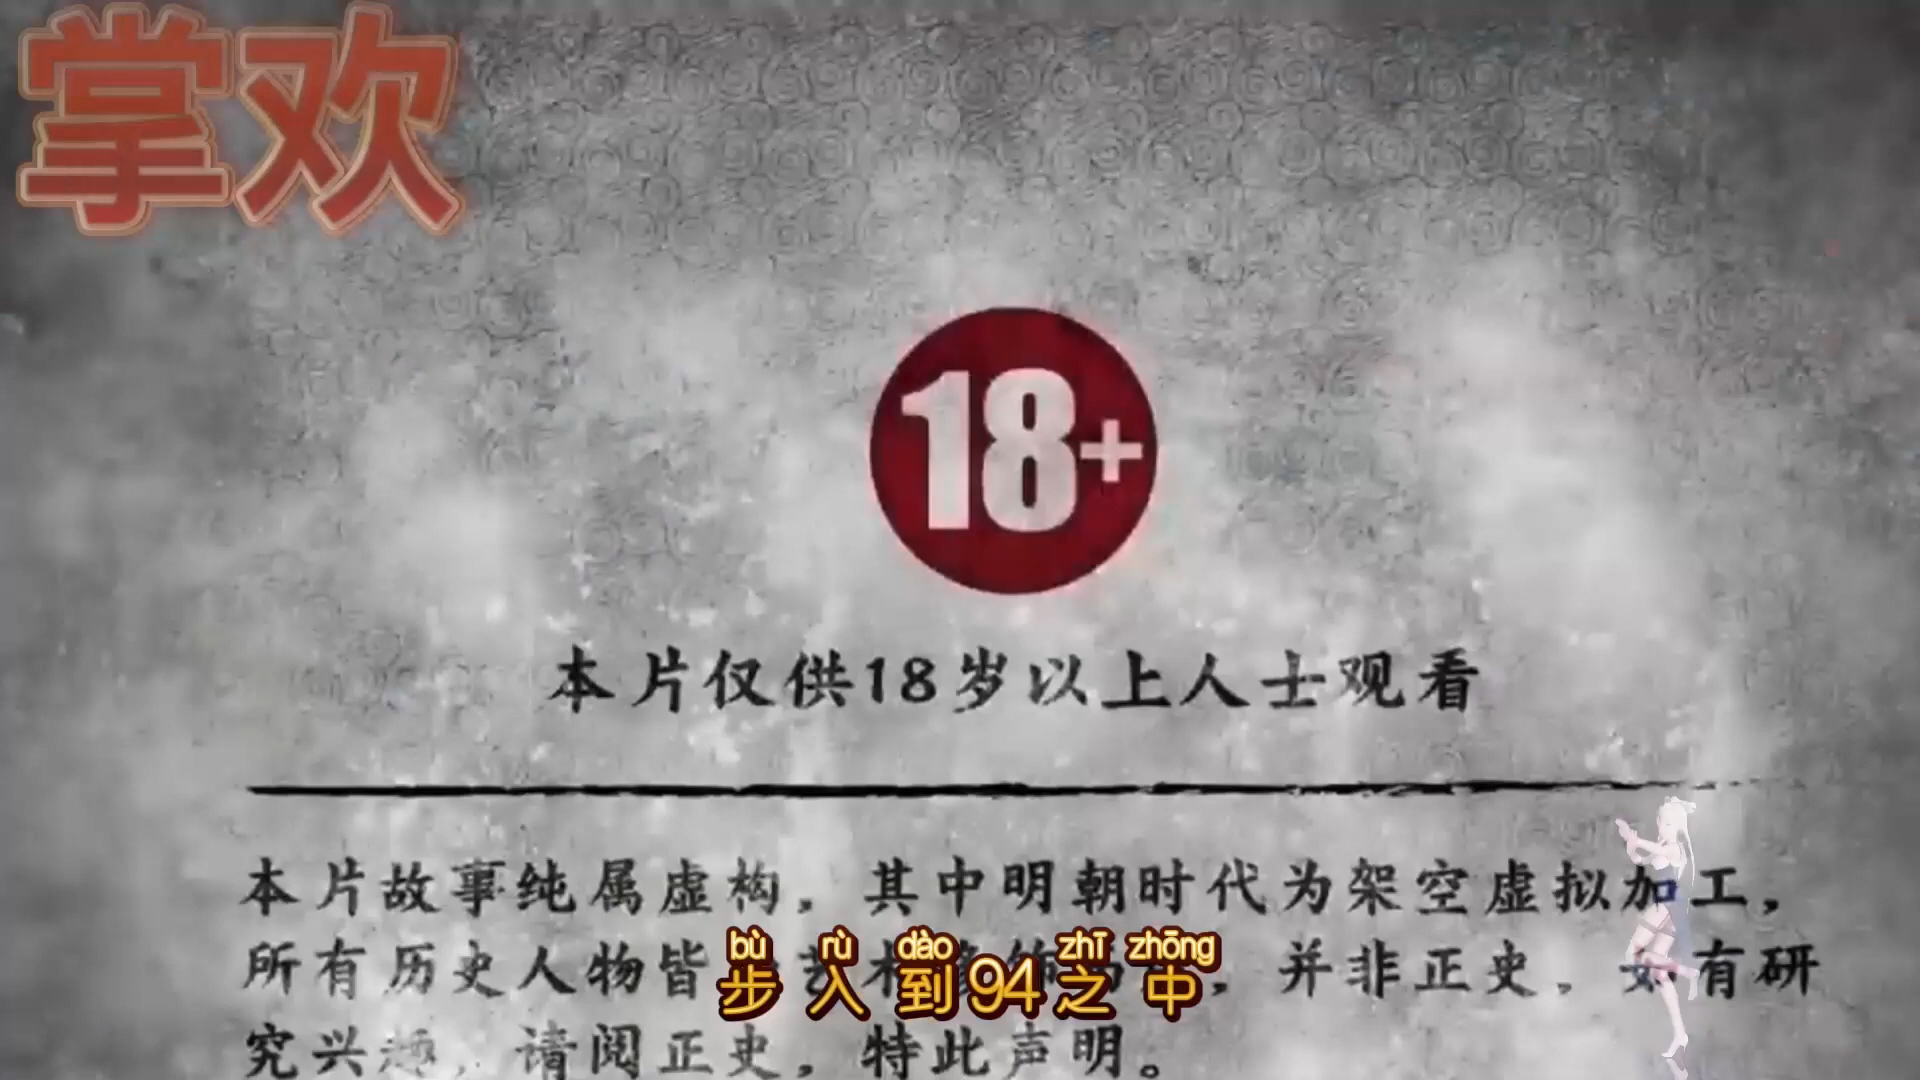 掌欢
18+
本片仅供18岁以上人士观看
本片故事纯属虚构，其中明朝时代为架空虚拟加工，
bù rù dào zhī zhōng
所有历史人物皆，并非正史，如有研
步入到94之中
究兴趣，请阅正史，特此声明。